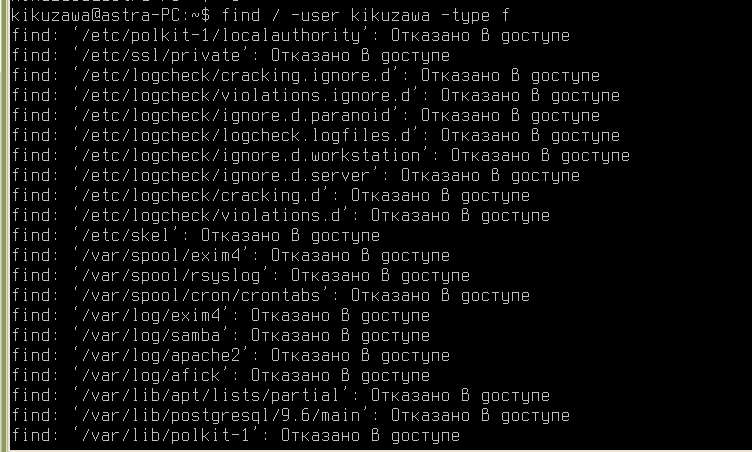 kikuzawa@astra-PC:~$ find / -user kikuzawa -type f
find: ‘/etc/polkit-1/localauthority’: Отказано в доступе
find: ‘/etc/ssl/private’: Отказано в доступе
find: ‘/etc/logcheck/cracking.ignore.d’: Отказано в доступе
find: ‘/etc/logcheck/violations.ignore.d’: Отказано в доступе
find: ‘/etc/logcheck/ignore.d.paranoid’: Отказано в доступе
find: ‘/etc/logcheck/logcheck.logfiles.d’: Отказано в доступе
find: ‘/etc/logcheck/ignore.d.workstation’: Отказано в доступе
find: ‘/etc/logcheck/ignore.d.server’: Отказано в доступе
find: ‘/etc/logcheck/cracking.d’: Отказано в доступе
find: ‘/etc/logcheck/violations.d’: Отказано в доступе
find: ‘/etc/skel’: Отказано в доступе
find: ‘/var/spool/exim4’: Отказано в доступе
find: ‘/var/spool/rsyslog’: Отказано в доступе
find: ‘/var/spool/cron/crontabs’: Отказано в доступе
find: ‘/var/log/exim4’: Отказано в доступе
find: ‘/var/log/samba’: Отказано в доступе
find: ‘/var/log/apache2’: Отказано в доступе
find: ‘/var/log/afick’: Отказано в доступе
find: ‘/var/lib/apt/lists/partial’: Отказано в доступе
find: ‘/var/lib/postgresql/9.6/main’: Отказано в доступе
find: ‘/var/lib/polkit-1’: Отказано в доступе